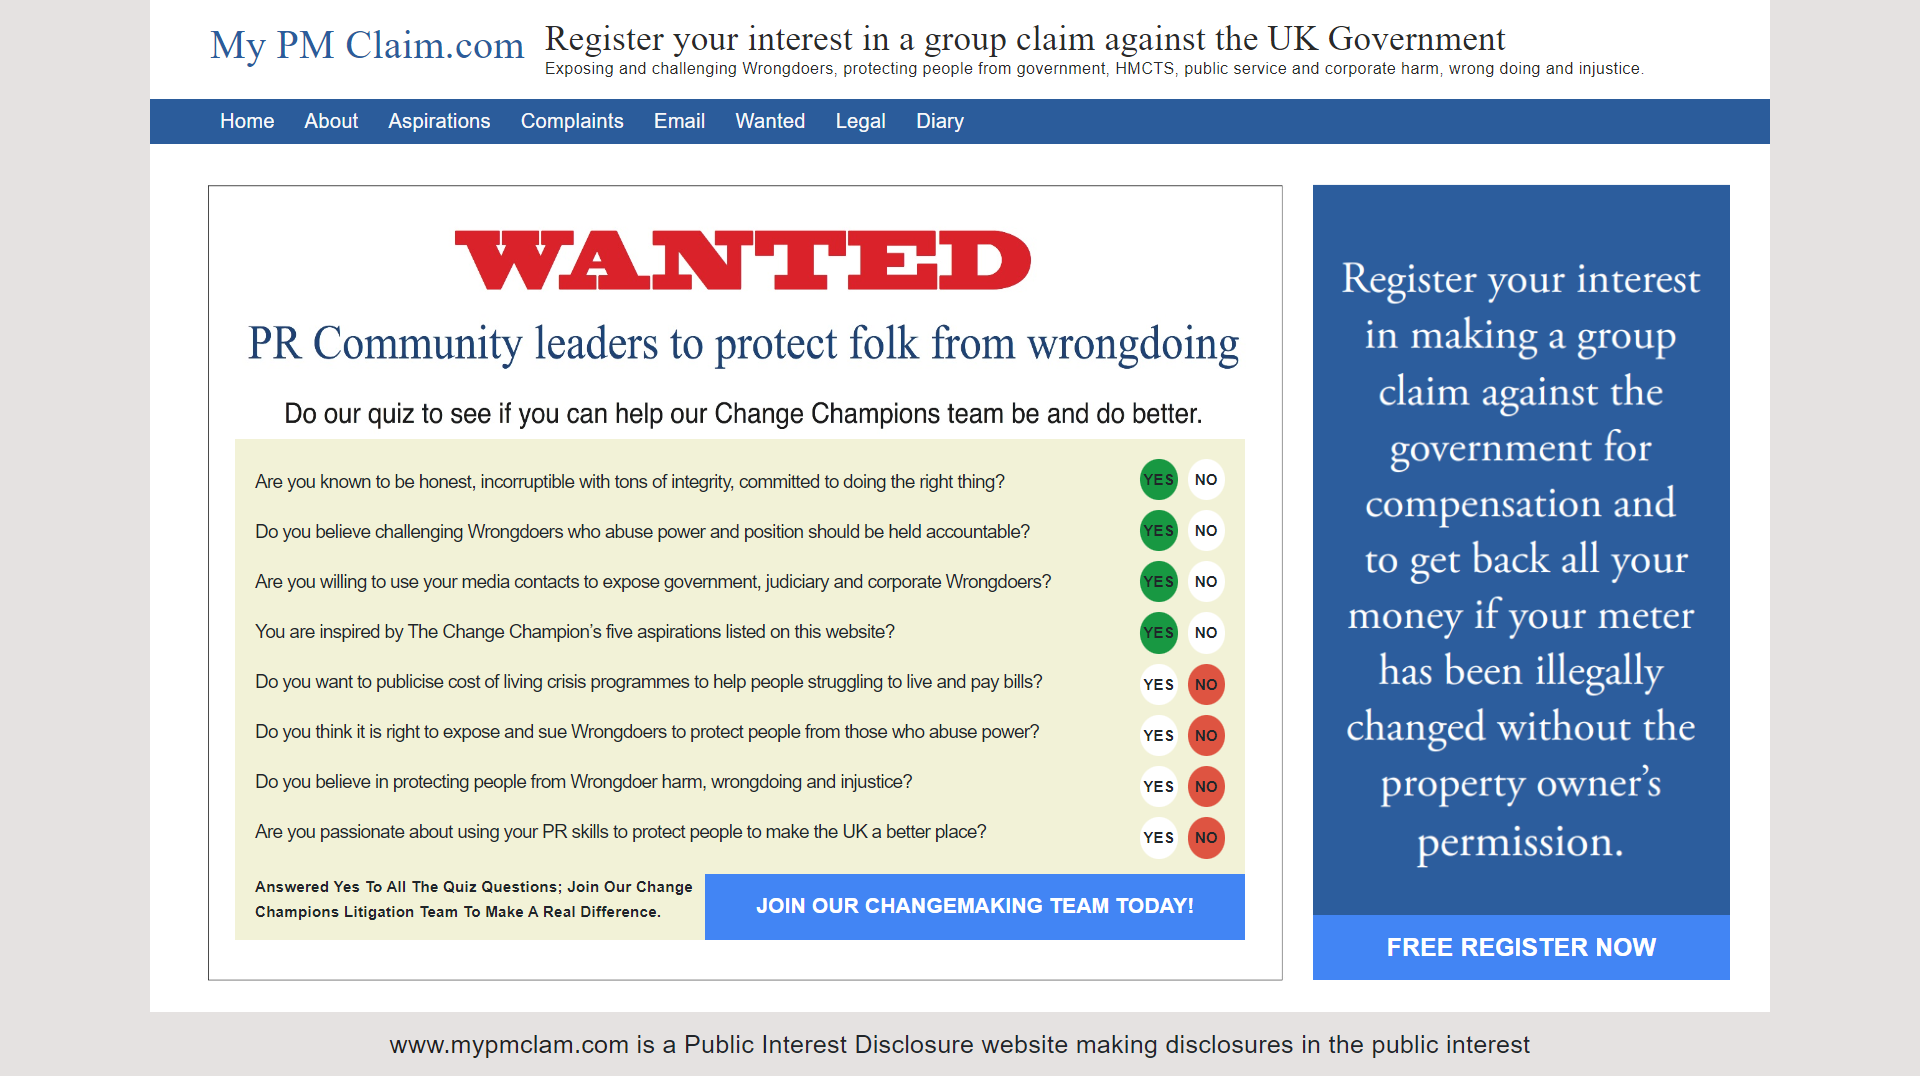 My PM Claim.com
Register your interest in a group claim against the UK Government
Exposing and challenging Wrongdoers, protecting people from government, HMCTS, public service and corporate harm, wrong doing and injustice.
Home About Aspirations Complaints Email Wanted Legal Diary
WANTED
PR Community leaders to protect folk from wrongdoing
Do our quiz to see if you can help our Change Champions team be and do better.
Are you known to be honest, incorruptible with tons of integrity, committed to doing the right thing? YES NO
Do you believe challenging Wrongdoers who abuse power and position should be held accountable? YES NO
Are you willing to use your media contacts to expose government, judiciary and corporate Wrongdoers? YES NO
You are inspired by The Change Champion’s five aspirations listed on this website? YES NO
Do you want to publicise cost of living crisis programmes to help people struggling to live and pay bills? YES NO
Do you think it is right to expose and sue Wrongdoers to protect people from those who abuse power? YES NO
Do you believe in protecting people from Wrongdoer harm, wrongdoing and injustice? YES NO
Are you passionate about using your PR skills to protect people to make the UK a better place? YES NO
Answered Yes To All The Quiz Questions; Join Our Change
Champions Litigation Team To Make A Real Difference.
JOIN OUR CHANGEMAKING TEAM TODAY!
Register your interest
in making a group
claim against the
government for
compensation and
to get back all your
money if your meter
has been illegally
changed without the
property owner’s
permission.
FREE REGISTER NOW
www.mypmclam.com is a Public Interest Disclosure website making disclosures in the public interest